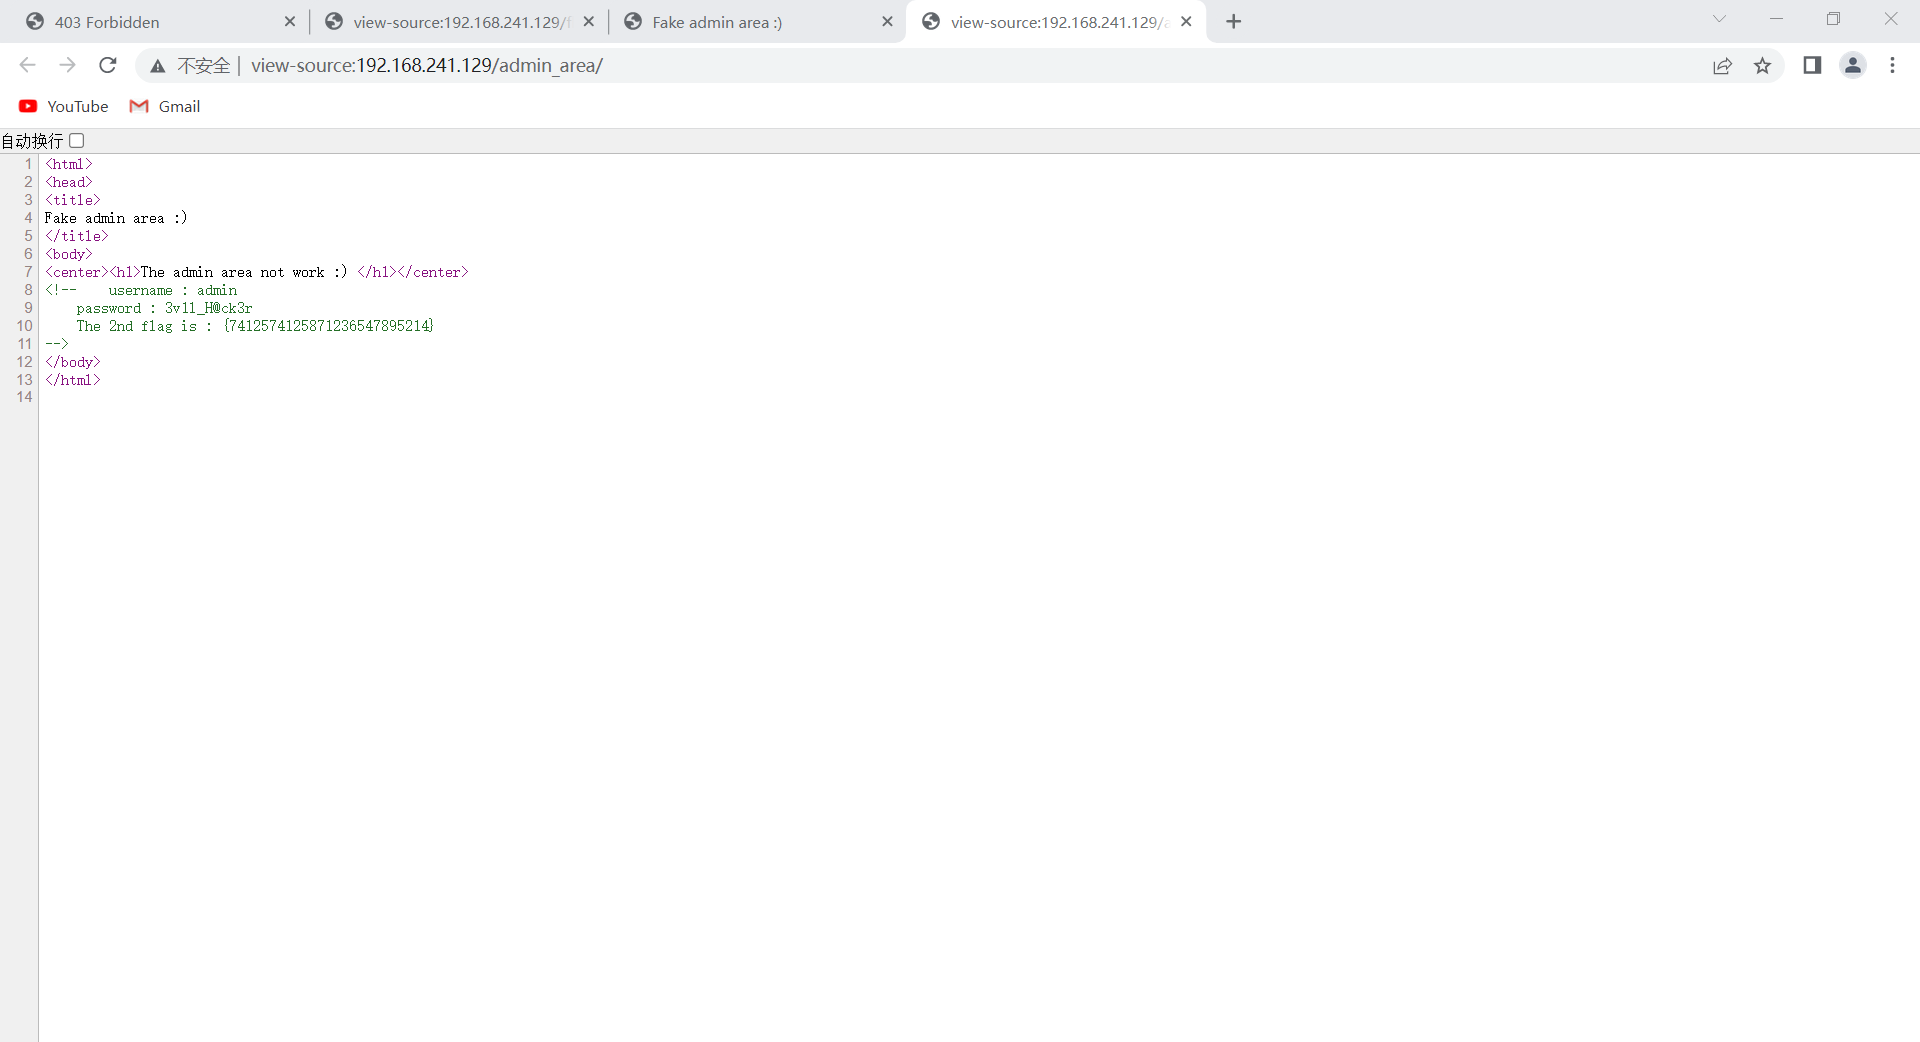 403 Forbidden
view-source:192.168.241.129/f
Fake admin area :)
view-source:192.168.241.129/a
不安全 | view-source:192.168.241.129/admin_area/
YouTube Gmail
自动换行
1 <html>
2 <head>
3 <title>
4 Fake admin area :)
5 </title>
6 <body>
7 <center><h1>The admin area not work :) </h1></center>
8 <!-- username : admin
9 password : 3v1l_H@ck3r
10 The 2nd flag is : {7412574125871236547895214}
11 -->
12 </body>
13 </html>
14